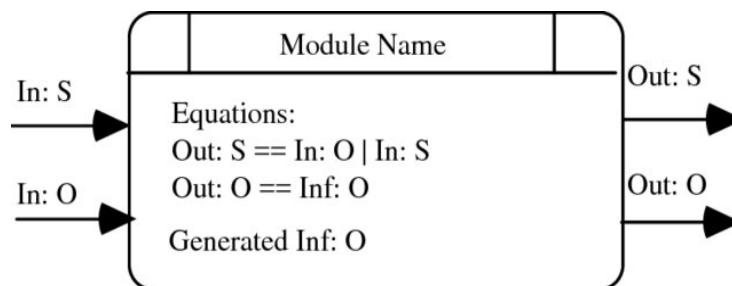 Module Name
In: S
Out: S
Equations:
Out: S == In: O | In: S
In: O
Out: O == Inf: O
Out: O
Generated Inf: O